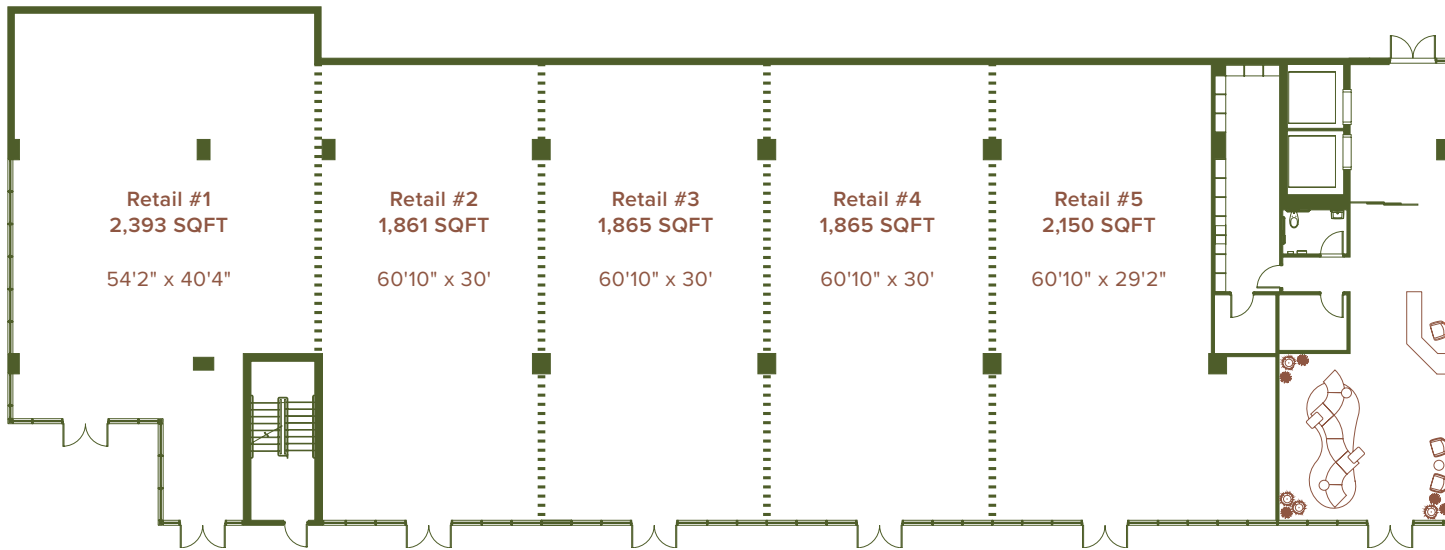 Retail #1
2,393 SQFT
54'2" x 40'4"
Retail #2
1,861 SQFT
60'10" x 30'
Retail #3
1,865 SQFT
60'10" x 30'
Retail #4
1,865 SQFT
60'10" x 30'
Retail #5
2,150 SQFT
60'10" x 29'2"